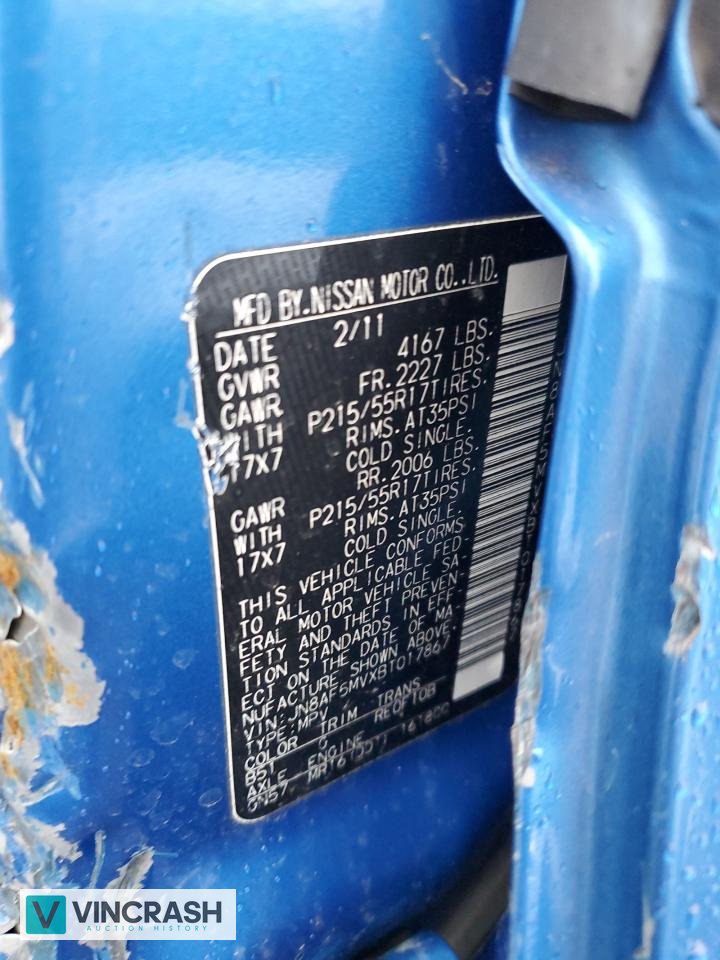 MFD BY.NISSAN MOTOR CO.,LTD.
DATE 2/11
GVWR 4167 LBS.
GAWR FR.2227 LBS.
WITH P215/55R17TIRES.
17X7 RIMS.AT35PSI
COLD SINGLE.
GAWR RR.2006 LBS.
WITH P215/55R17TIRES.
17X7 RIMS.AT35PSI
COLD SINGLE.
THIS VEHICLE CONFORMS
TO ALL APPLICABLE FED
ERAL MOTOR VEHICLE SA
FETY AND THEFT PREVEN
TION STANDARDS IN EFF
ECT ON THE DATE OF MA
NUFACTURE SHOWN ABOVE.
VIN:JN8AF5MVXBT017867
TYPE:MPV
COLOR TRIM TRANS
B51 G
AXLE ENGINE
GN57 1618CC
VINCRASH
AUCTION HISTORY